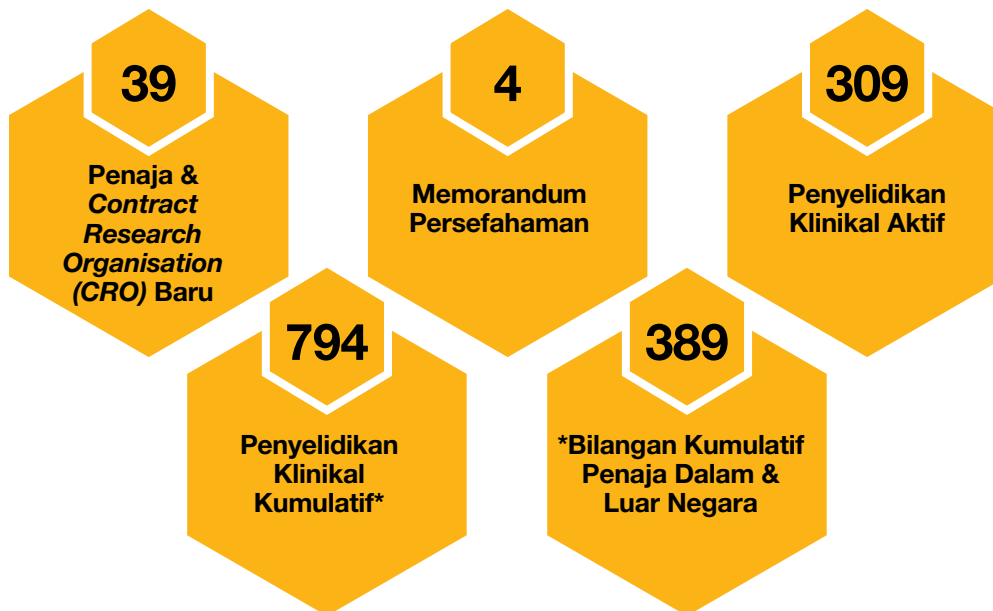 39
Penaja &
Contract
Research
Organisation
(CRO) Baru
4
Memorandum
Persefahaman
309
Penyelidikan
Klinikal Aktif
794
Penyelidikan
Klinikal
Kumulatif*
389
*Bilangan Kumulatif
Penaja Dalam &
Luar Negara